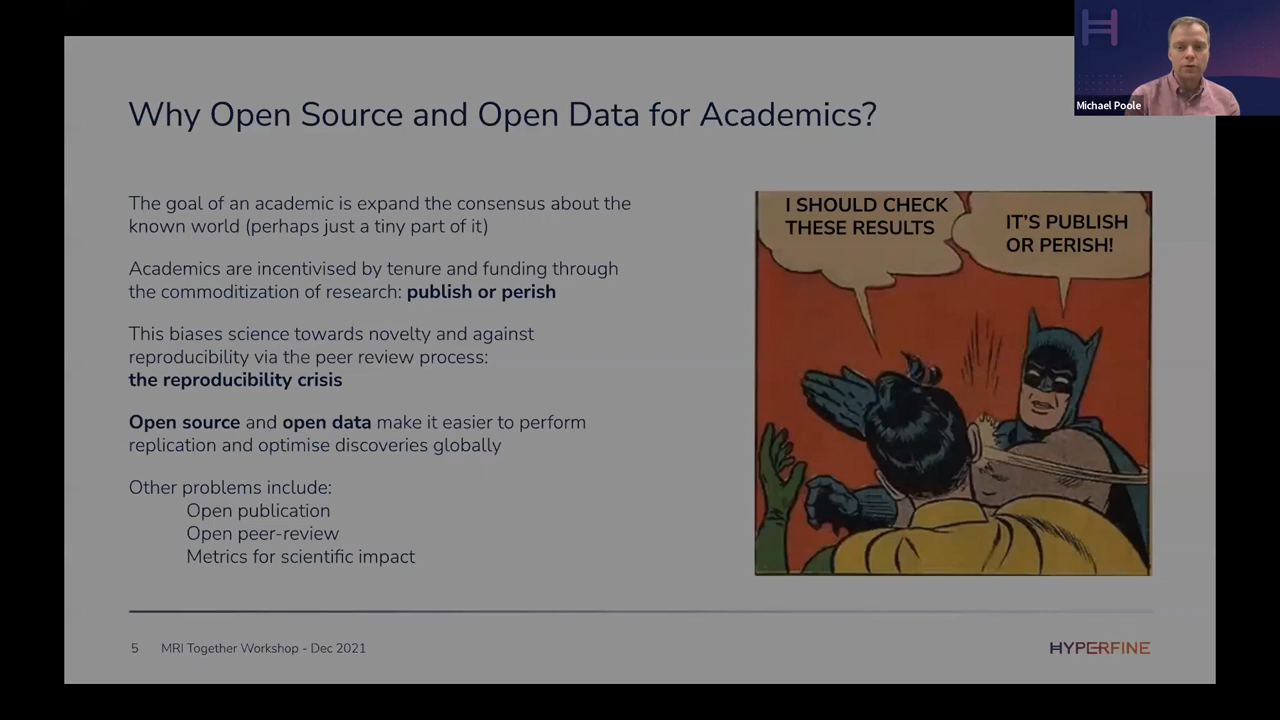 Michael Poole
Why Open Source and Open Data for Academics?
The goal of an academic is expand the consensus about the
known world (perhaps just a tiny part of it)
Academics are incentivised by tenure and funding through
the commoditization of research: publish or perish
This biases science towards novelty and against
reproducibility via the peer review process:
the reproducibility crisis
Open source and open data make it easier to perform
replication and optimise discoveries globally
Other problems include:
Open publication
Open peer-review
Metrics for scientific impact
I SHOULD CHECK
THESE RESULTS
IT'S PUBLISH
OR PERISH!
5 MRI Together Workshop - Dec 2021
HYPERFINE